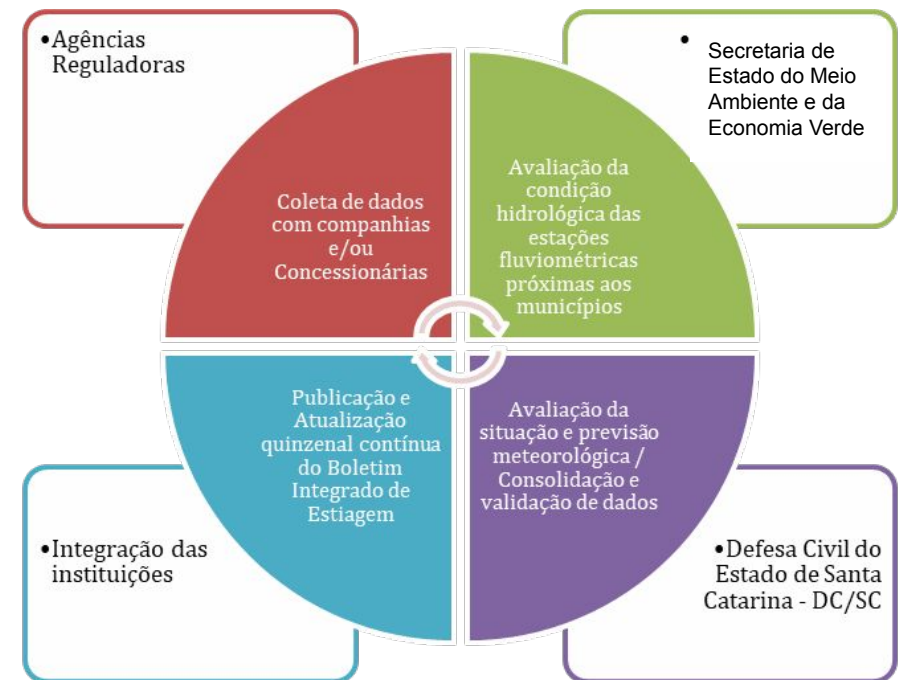 •Agências
Reguladoras
•
Secretaria de
Estado do Meio
Ambiente e da
Economia Verde
Coleta de dados
com companhias
e/ou
Concessionárias
Avaliação da
condição
hidrológica das
estações
fluviométricas
próximas aos
municípios
Publicação e
Atualização
quinzenal contínua
do Boletim
Integrado de
Estiagem
Avaliação da
situação e previsão
meteorológica /
Consolidação e
validação de dados
•Integração das
instituições
•Defesa Civil do
Estado de Santa
Catarina - DC/SC